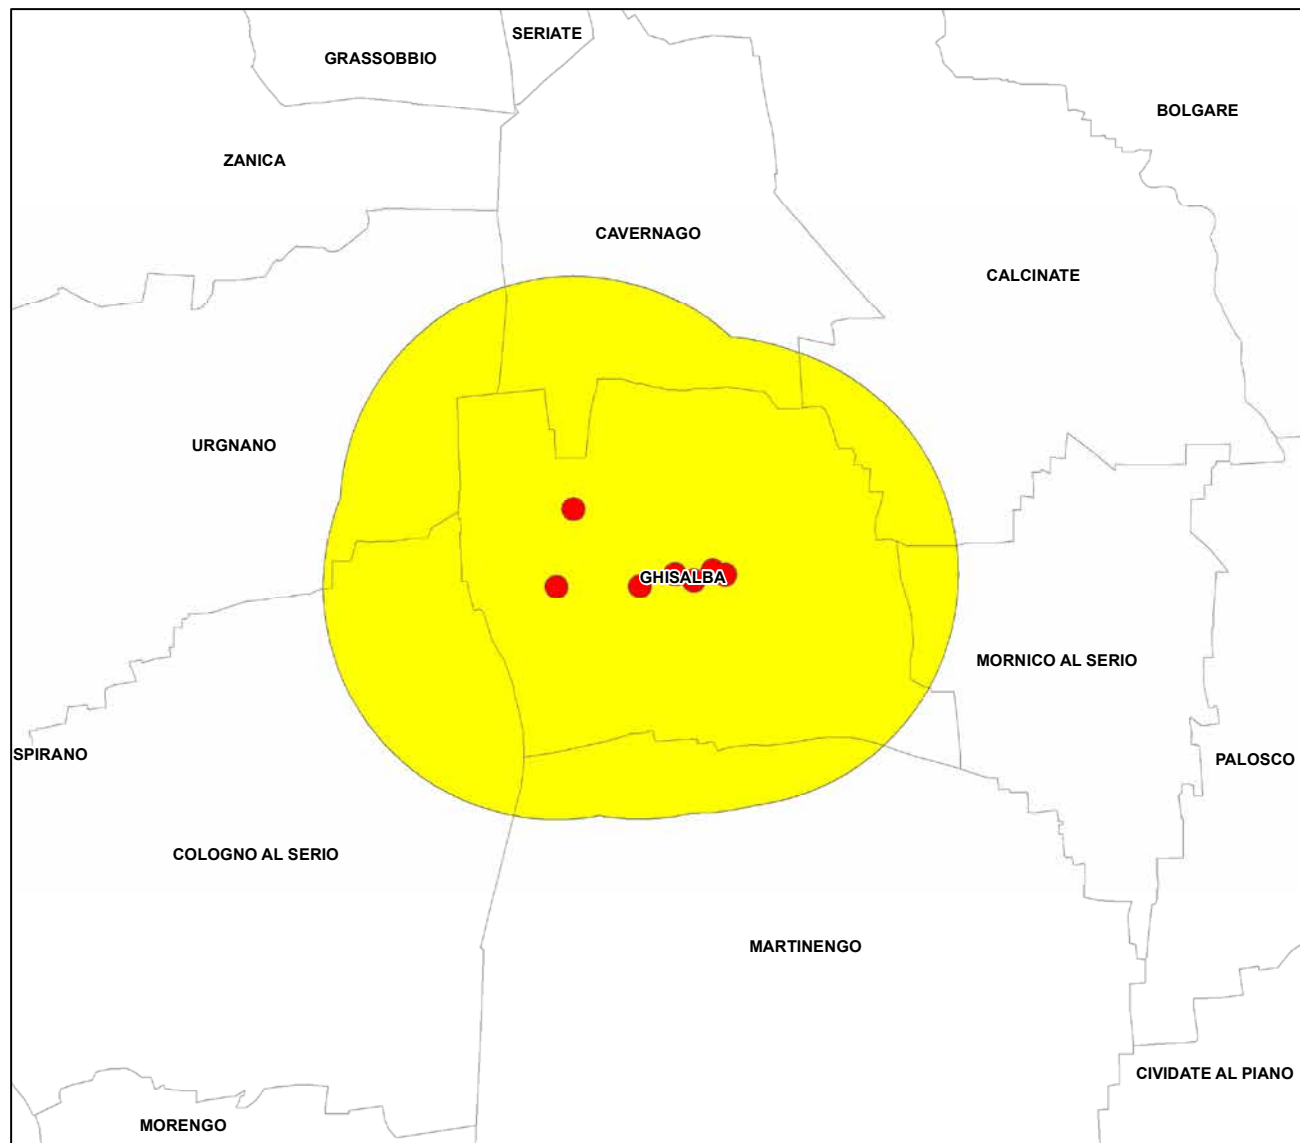 SERIATE
GRASSOBBIO
BOLGARE
ZANICA
CAVERNAGO
CALCINATE
URGNANO
GHISALBA
MORNICO AL SERIO
SPIRANO
PALOSCO
COLOGNO AL SERIO
MARTINENGO
CIVIDATE AL PIANO
MORENGO